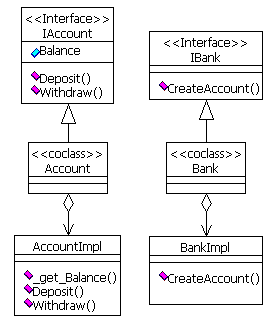 <<Interface>>
IAccount
Balance
Deposit()
Withdraw()
<<coclass>>
Account
AccountImpl
_get_Balance()
Deposit()
Withdraw()
<<Interface>>
IBank
CreateAccount()
<<coclass>>
Bank
BankImpl
CreateAccount()